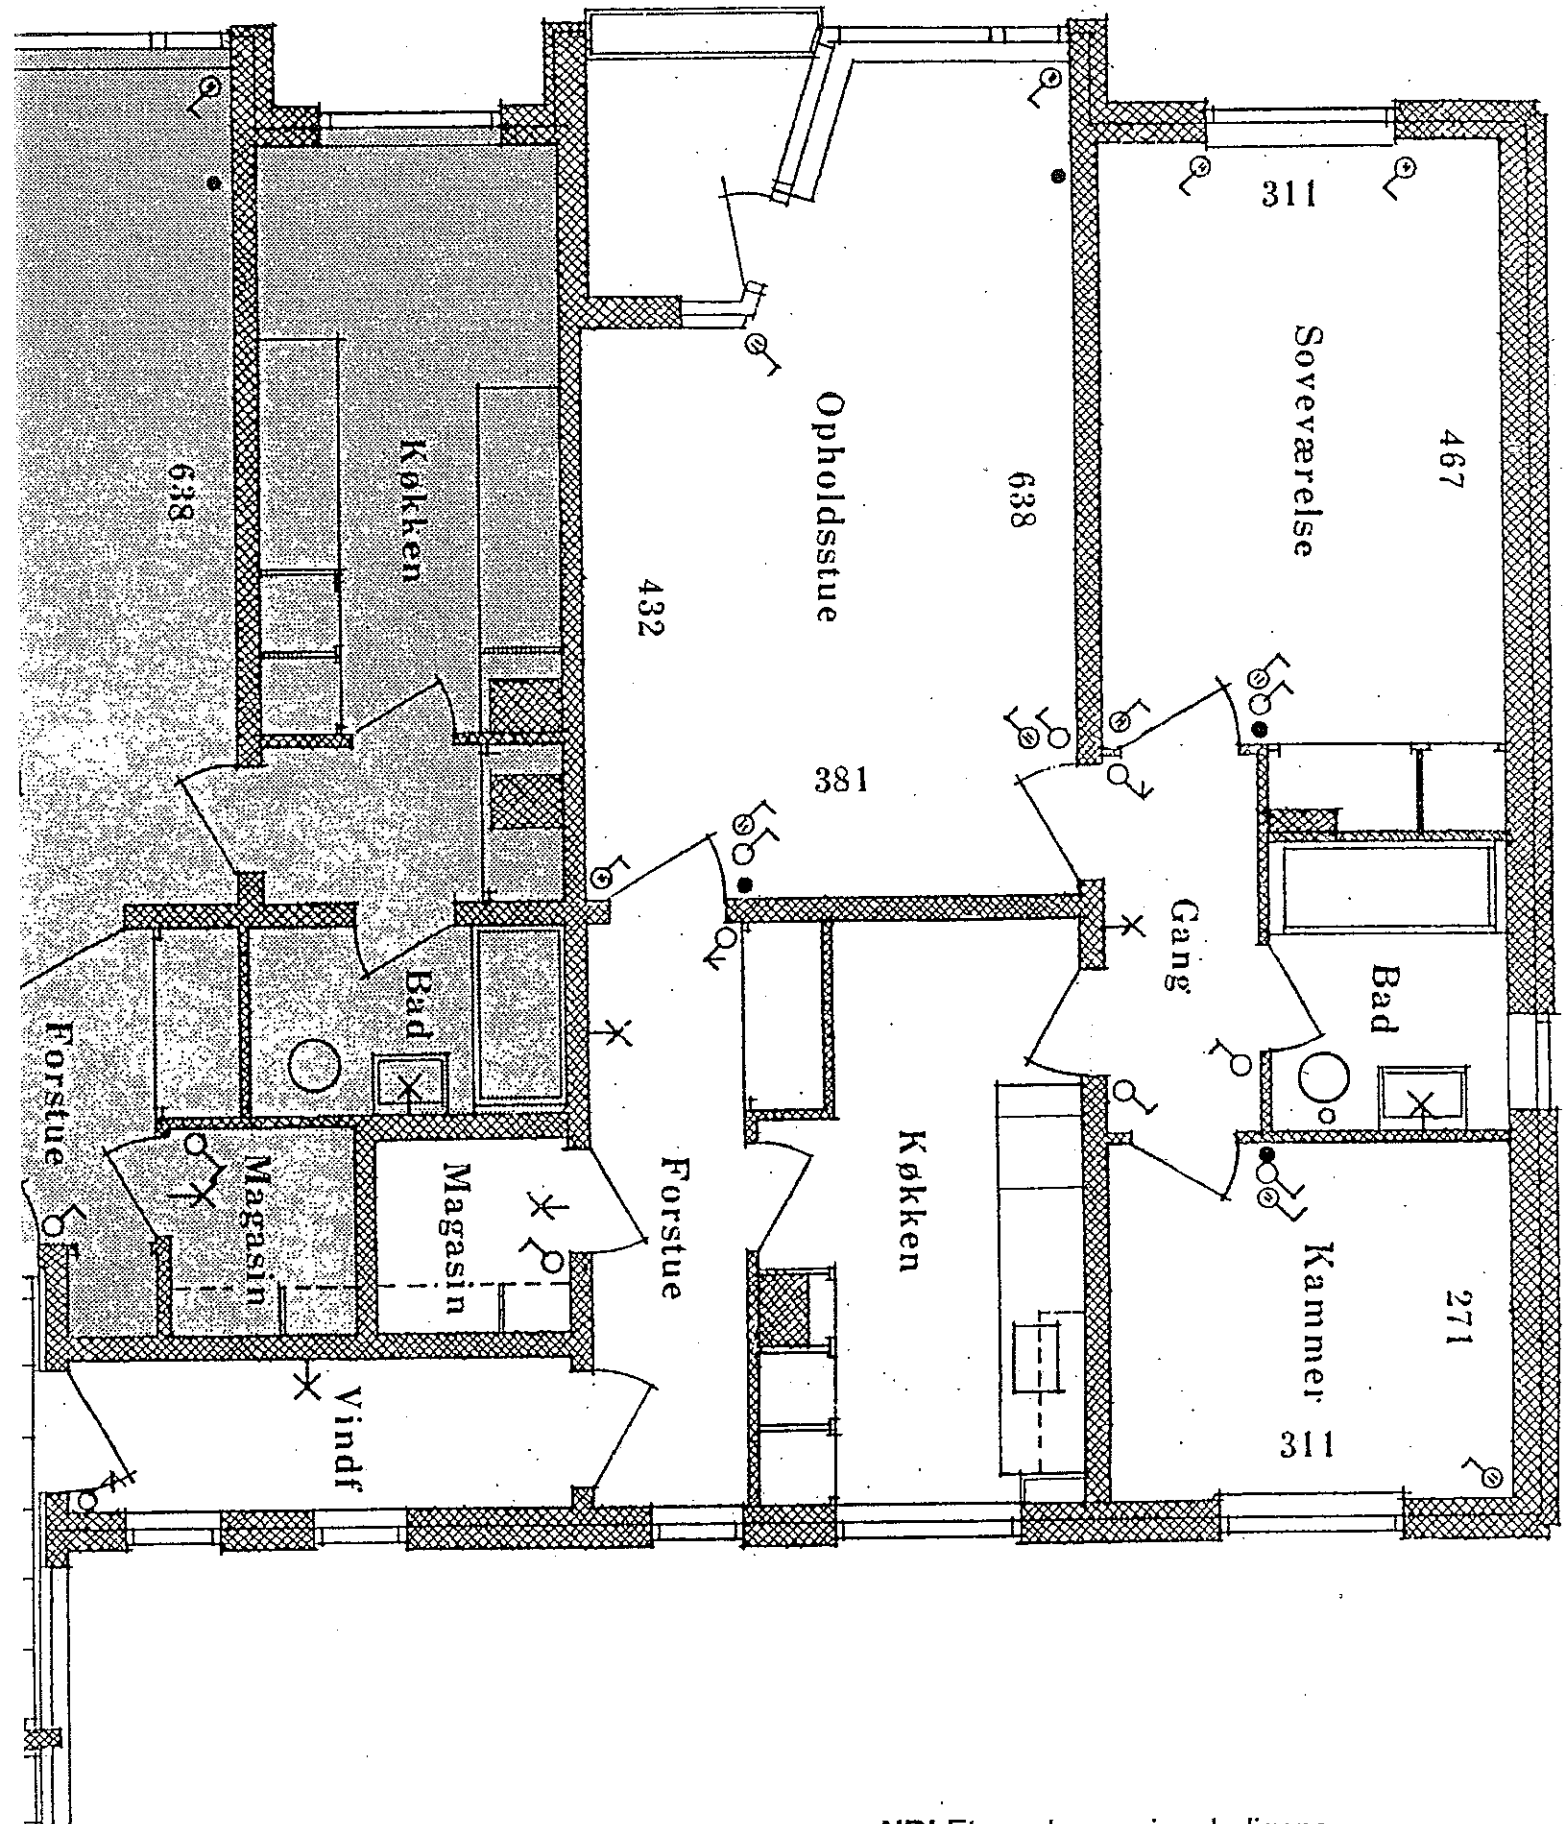 311
467
Soveværelse
638
Opholdsstue
432
381
638
Køkken
Gang
Bad
Bad
Forstue
Magasin
Magasin
Forstue
Køkken
Kammer
271
311
Vindf